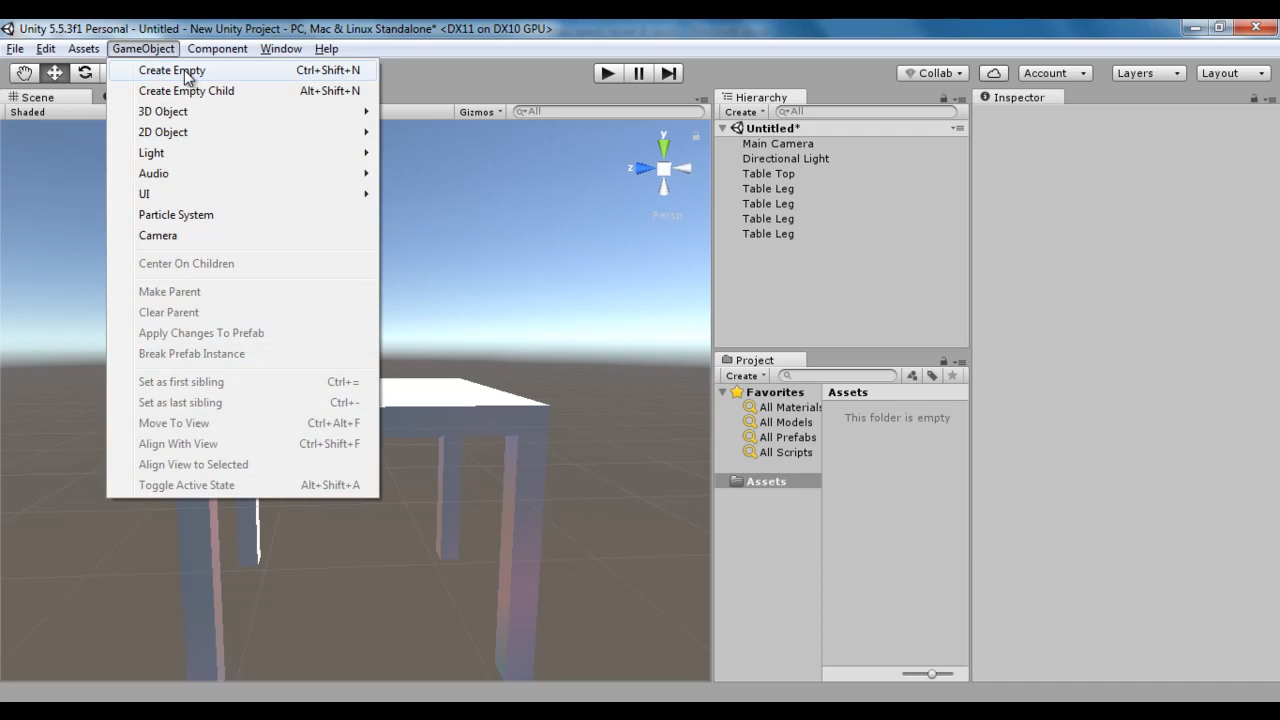 Unity 5.5.3f1 Personal - Untitled - New Unity Project - PC, Mac & Linux Standalone* <DX11 on DX10 GPU>
File Edit Assets GameObject Component Window Help
Collab Account Layers Layout
Scene
Shaded
Gizmos All
Create Empty Ctrl+Shift+N
Create Empty Child Alt+Shift+N
3D Object
2D Object
Light
Audio
UI
Particle System
Camera
Center On Children
Make Parent
Clear Parent
Apply Changes To Prefab
Break Prefab Instance
Set as first sibling Ctrl+=
Set as last sibling Ctrl+-
Move To View Ctrl+Alt+F
Align With View Ctrl+Shift+F
Align View to Selected
Toggle Active State Alt+Shift+A
y
z
Persp
Hierarchy
Create All
Untitled*
Main Camera
Directional Light
Table Top
Table Leg
Table Leg
Table Leg
Table Leg
Project
Create
Favorites
All Materials
All Models
All Prefabs
All Scripts
Assets
Assets
This folder is empty
Inspector